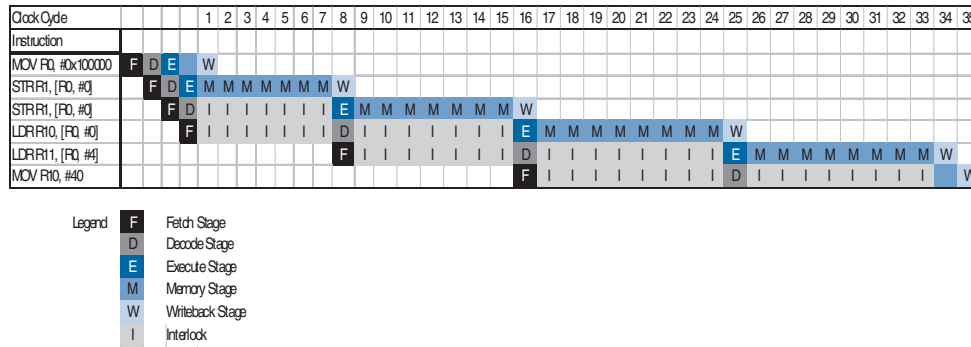 Clock Cycle 1 2 3 4 5 6 7 8 9 10 11 12 13 14 15 16 17 18 19 20 21 22 23 24 25 26 27 28 29 30 31 32 33 34 35
Instruction
MOV R0, #0x100000 F D E W
STR R1, [R0, #0] F D E M M M M M M M W
STR R1, [R0, #0] F D I I I I I I I E M M M M M M M W
LDR R10, [R0, #0] F I I I I I I I D I I I I I I I E M M M M M M M M W
LDR R11, [R0, #4] F I I I I I I I D I I I I I I I I E M M M M M M M M W
MOV R10, #40 F I I I I I I I I D I I I I I I I I W
Legend F Fetch Stage
D Decode Stage
E Execute Stage
M Memory Stage
W Writeback Stage
I Interlock